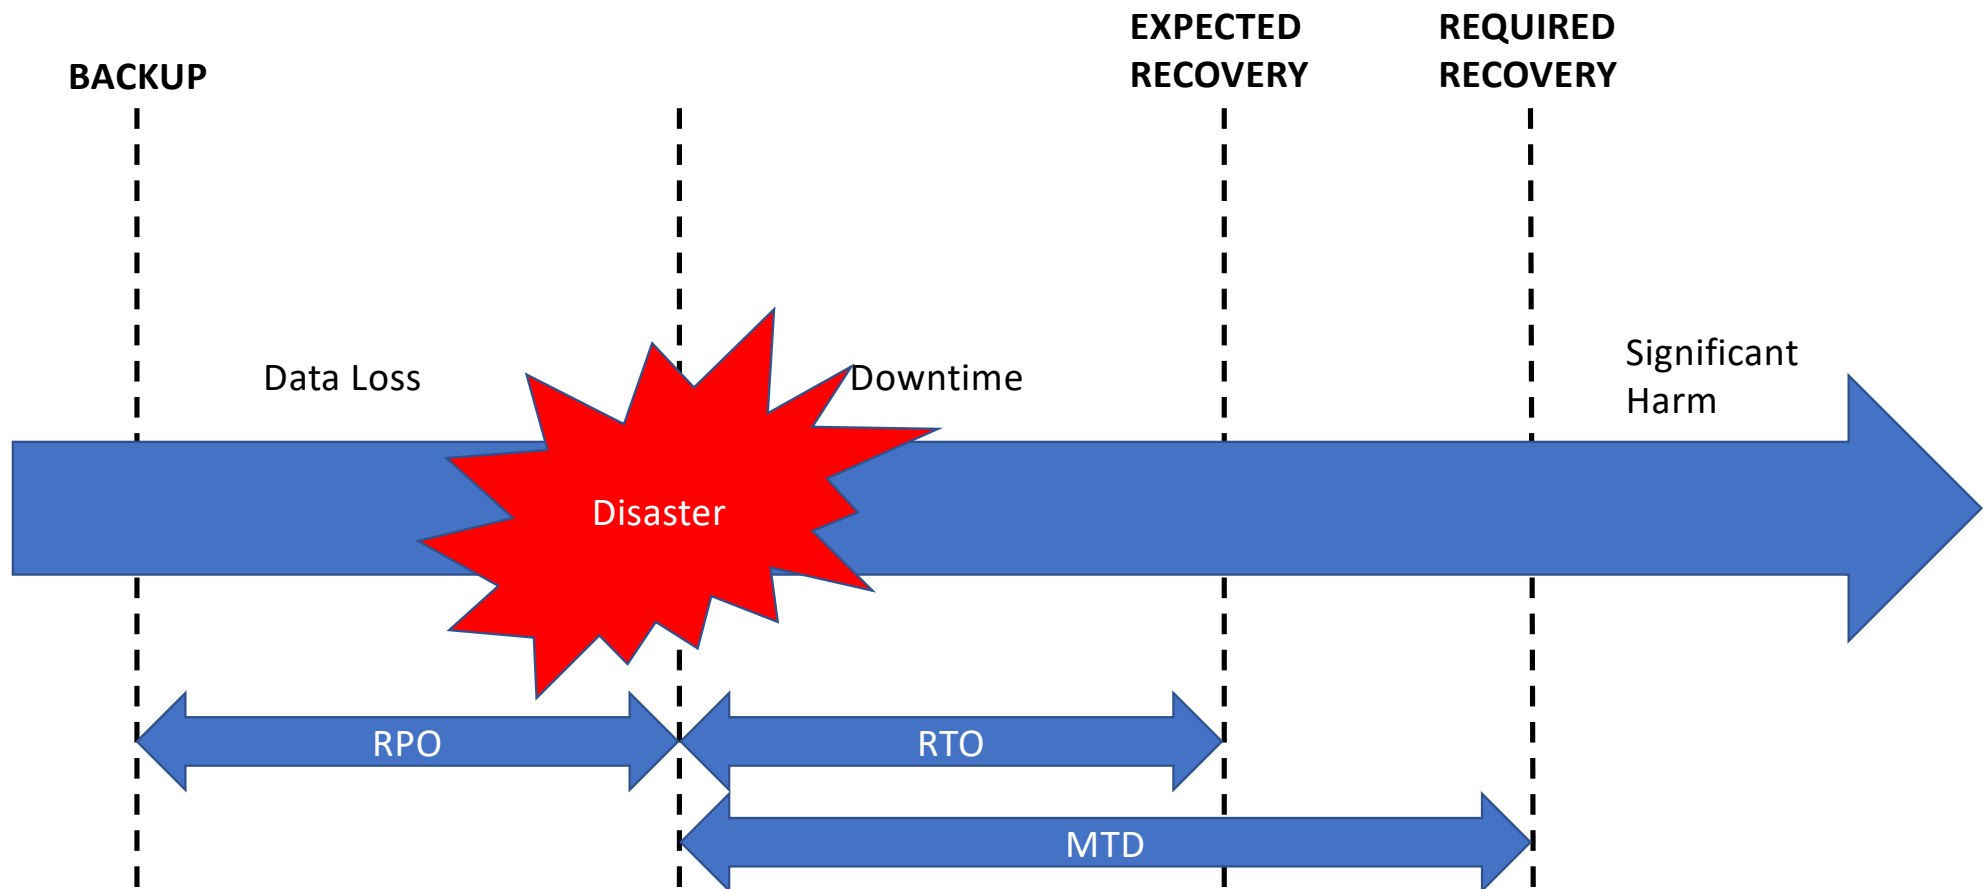 BACKUP
EXPECTED
RECOVERY
REQUIRED
RECOVERY
Data Loss
Downtime
Significant
Harm
Disaster
RPO
RTO
MTD